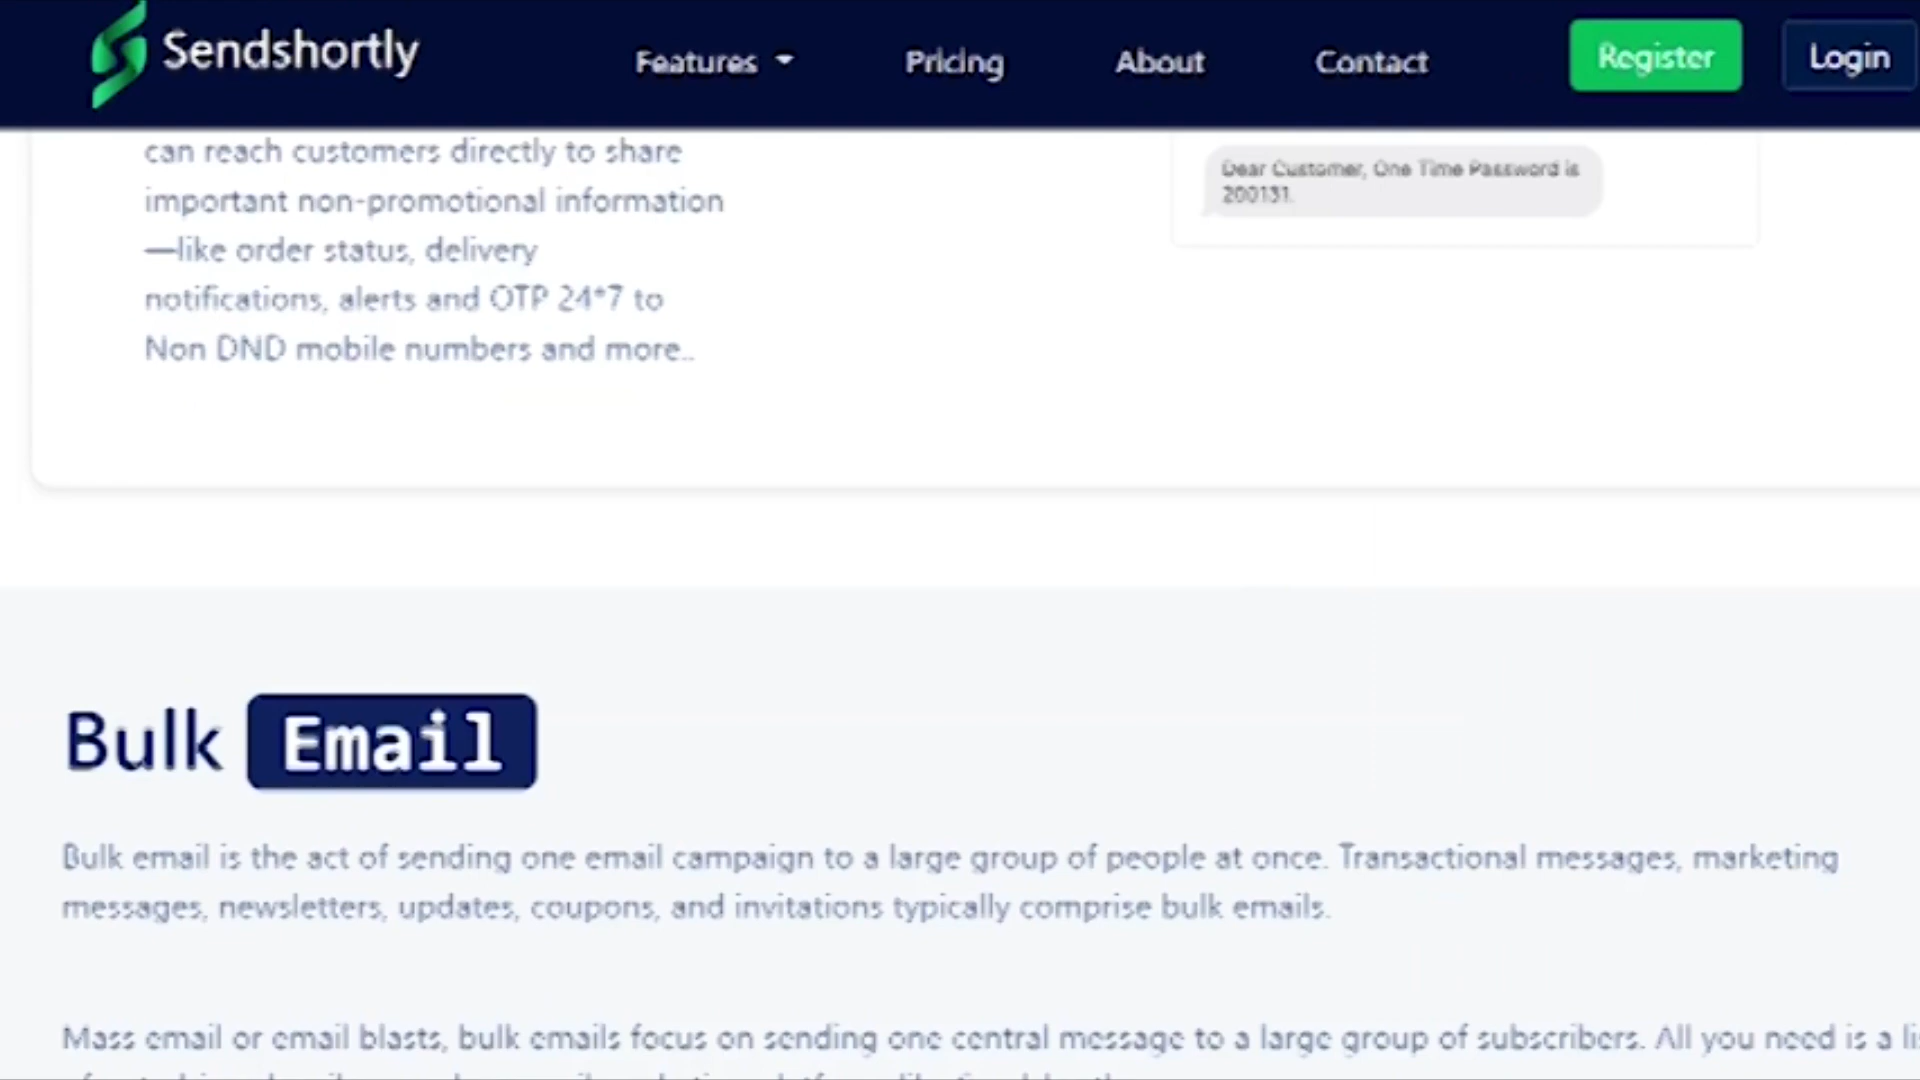 Sendshortly
Features Pricing About Contact Register Login
can reach customers directly to share
important non-promotional information
—like order status, delivery
notifications, alerts and OTP 24*7 to
Non DND mobile numbers and more..
Dear Customer, One Time Password is
200131.
Bulk Email
Bulk email is the act of sending one email campaign to a large group of people at once. Transactional messages, marketing
messages, newsletters, updates, coupons, and invitations typically comprise bulk emails.
Mass email or email blasts, bulk emails focus on sending one central message to a large group of subscribers. All you need is a